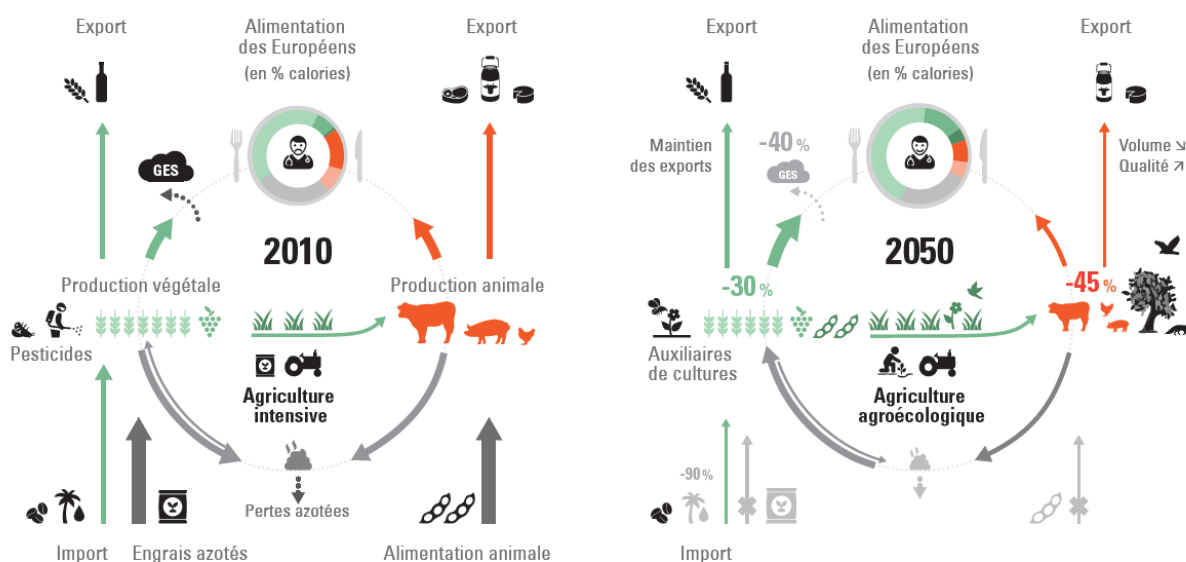 Export
Alimentation
des Européens
(en % calories)
Export
GES
2010
Production végétale
Production animale
Pesticides
Agriculture
intensive
Pertes azotées
Import
Engrais azotés
Alimentation animale
Export
Alimentation
des Européens
(en % calories)
Export
Maintien
des exports
-40 %
GES
Volume ↘
Qualité ↗
2050
-30 %
-45 %
Auxiliaires
de cultures
Agriculture
agroécologique
-90 %
Import